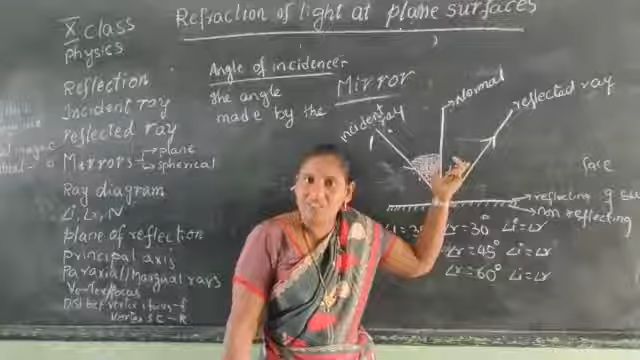 X class
Physics
Refraction of light at plane surfaces
Reflection
Incident ray
reflected ray
Mirrors → plane
→ spherical
Ray diagram
∠i, ∠r, N
plane of reflection
principal axis
Paraxial/Marginal rays
Vertex, focus
Angle of incidence:-
the angle
made by the
Mirror
incident ray
Normal
reflected ray
face
reflecting
non reflecting
∠r = 30° ∠i = ∠r
∠r = 45° ∠i = ∠r
∠r = 60° ∠i = ∠r